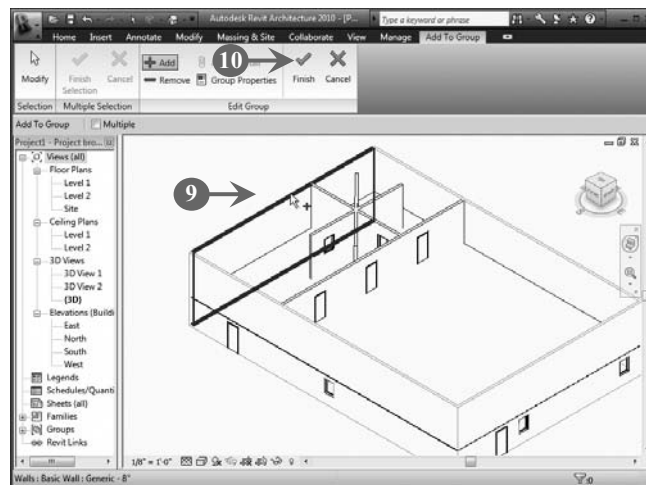 Autodesk Revit Architecture 2010 - [P...
Type a keyword or phrase
Home Insert Annotate Modify Massing & Site Collaborate View Manage Add To Group
10
Modify
Finish Selection
Cancel
Add
Remove
Group Properties
Finish
Cancel
Selection
Multiple Selection
Edit Group
Add To Group
Multiple
Project1 - Project bro...
Views (all)
Floor Plans
Level 1
Level 2
Site
Ceiling Plans
Level 1
Level 2
3D Views
3D View 1
3D View 2
{3D}
Elevations (Buildi
East
North
South
West
Legends
Schedules/Quanti
Sheets (all)
Families
Groups
Revit Links
9
1/8" = 1'-0"
Walls : Basic Wall : Generic - 8"
:0